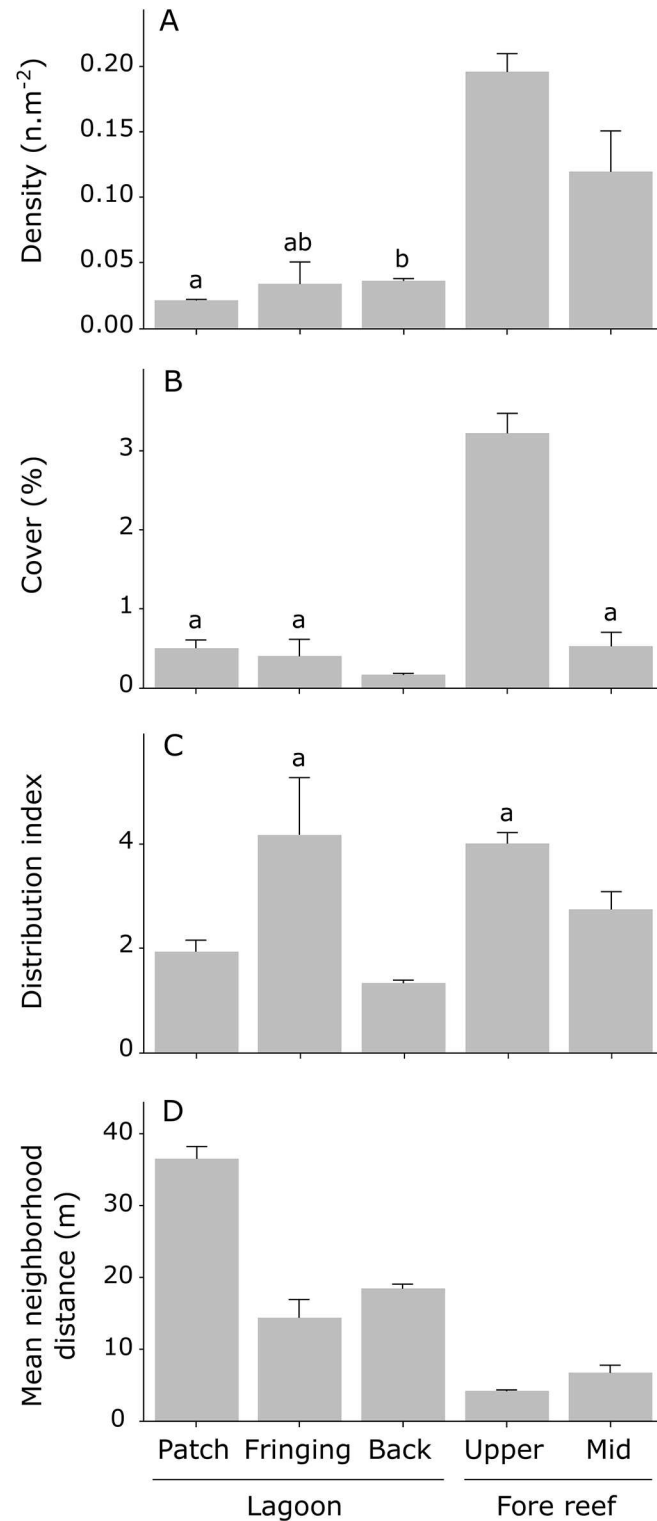 A
Density (n.m-2)
0.20
0.15
0.10
0.05
0.00
a
ab
b
B
Cover (%)
3
2
1
0
a
a
a
C
Distribution index
4
2
0
a
a
D
Mean neighborhood
distance (m)
40
30
20
10
0
Patch Fringing Back Upper Mid
Lagoon Fore reef